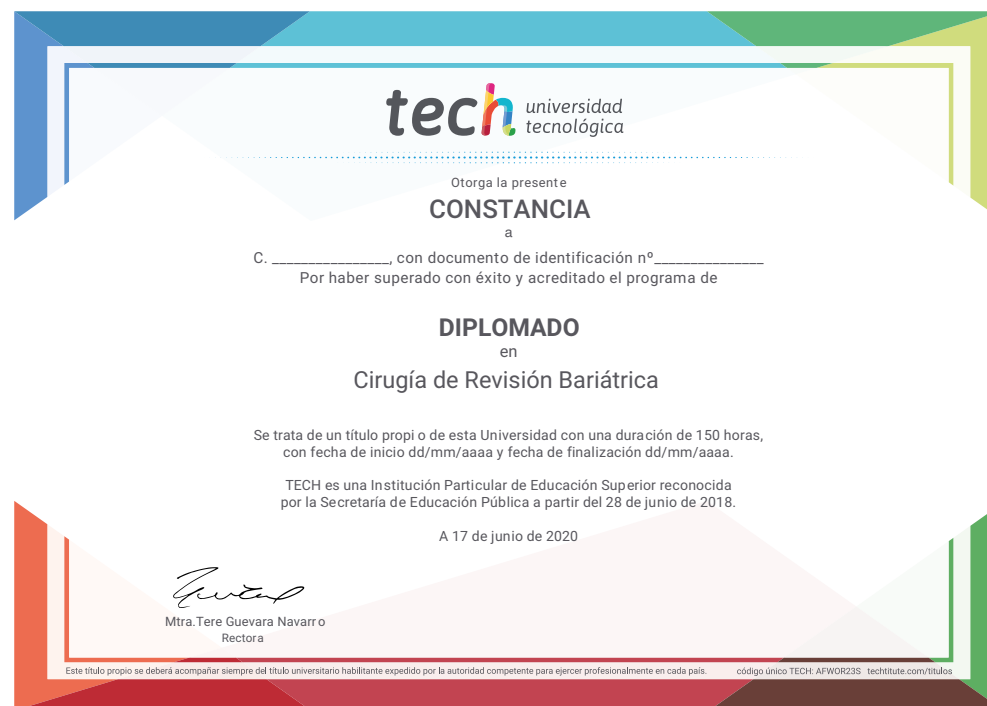 tech universidad
tecnológica
Otorga la presente
CONSTANCIA
a
C. ________________, con documento de identificación nº_______________
Por haber superado con éxito y acreditado el programa de
DIPLOMADO
en
Cirugía de Revisión Bariátrica
Se trata de un título propi o de esta Universidad con una duración de 150 horas,
con fecha de inicio dd/mm/aaaa y fecha de finalización dd/mm/aaaa.
TECH es una Institución Particular de Educación Superior reconocida
por la Secretaría de Educación Pública a partir del 28 de junio de 2018.
A 17 de junio de 2020
Mtra.Tere Guevara Navarro
Rectora
Este título propio se deberá acompañar siempre del título universitario habilitante expedido por la autoridad competente para ejercer profesionalmente en cada país. código único TECH: AFWOR23S techtitute.com/titulos